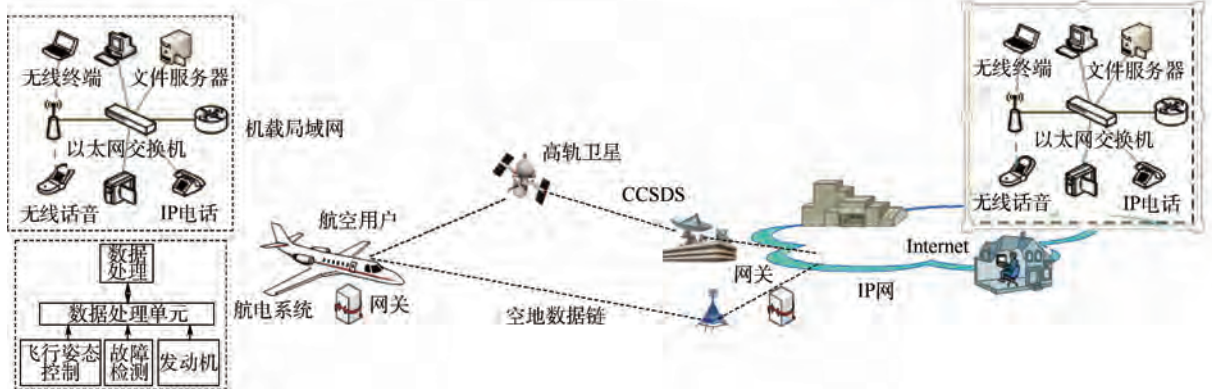 无线终端
文件服务器
以太网交换机
无线话音
IP电话
机载局域网
数据
处理
数据处理单元
飞行姿态
控制
故障
检测
发动机
航电系统
航空用户
网关
高轨卫星
CCSDS
空地数据链
网关
IP网
Internet
无线终端
文件服务器
以太网交换机
无线话音
IP电话